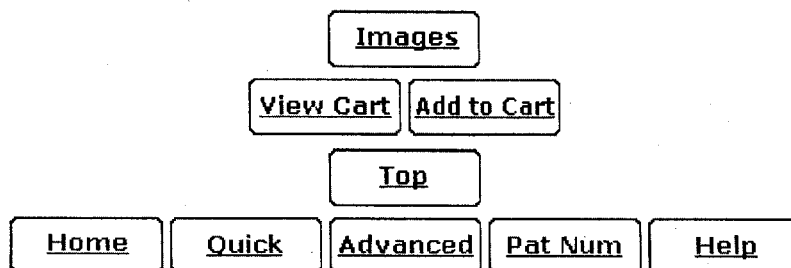 Images
View Cart Add to Cart
Top
Home Quick Advanced Pat Num Help